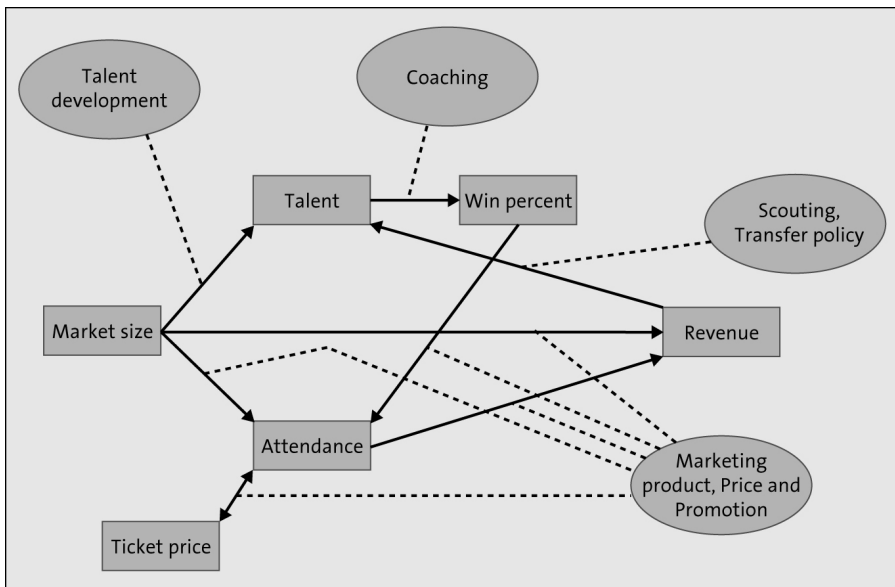 Talent
development
Coaching
Talent
Win percent
Scouting,
Transfer policy
Market size
Revenue
Attendance
Marketing
product, Price and
Promotion
Ticket price